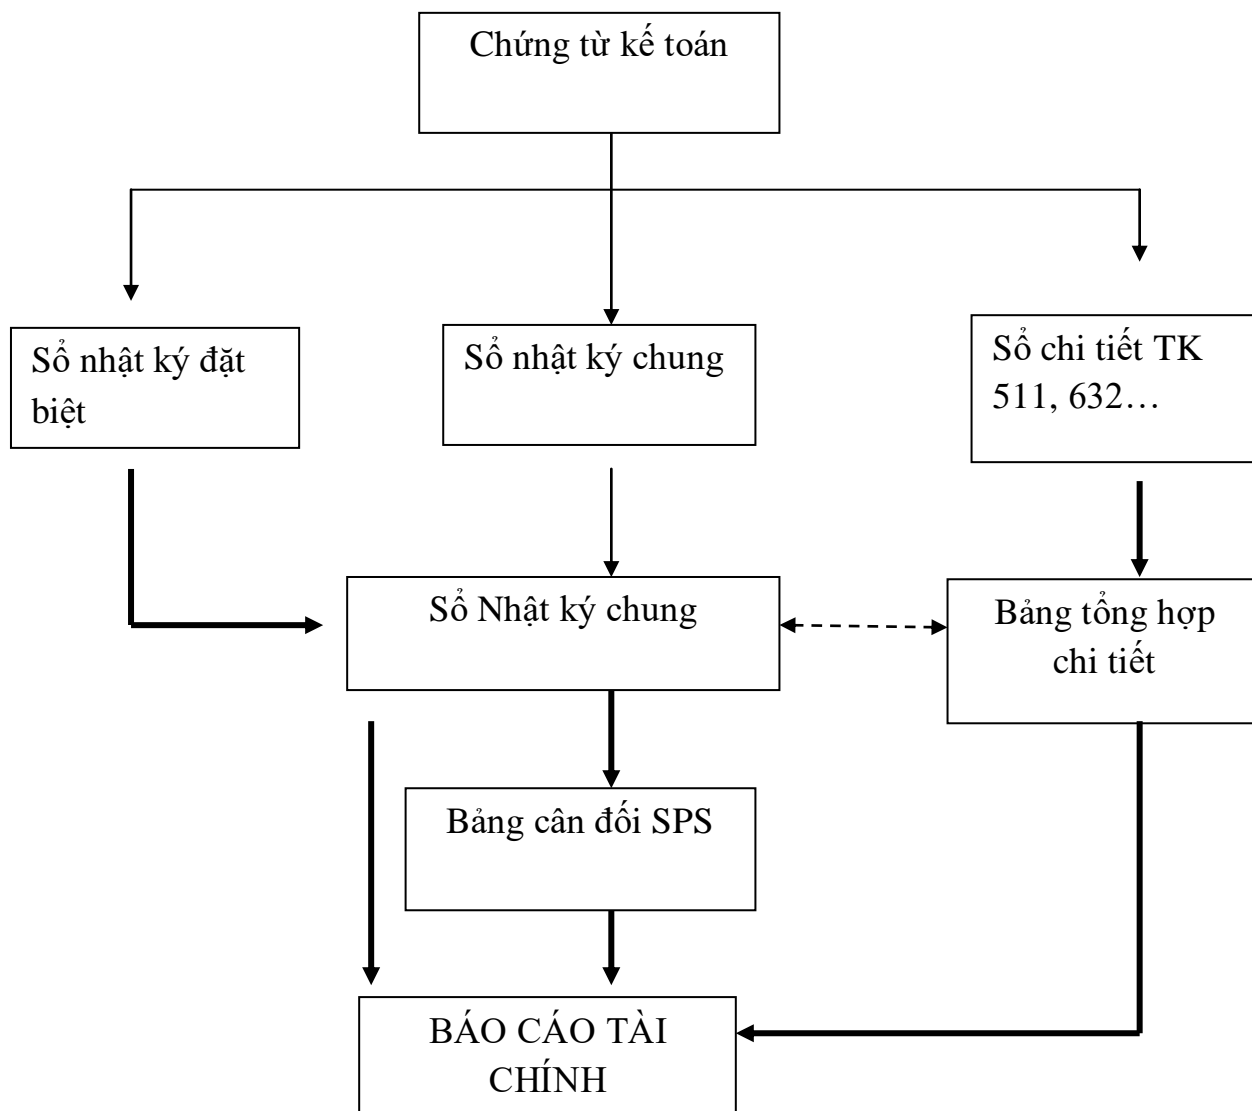 Chứng từ kế toán
Sổ nhật ký đặt
biệt
Sổ nhật ký chung
Sổ chi tiết TK
511, 632…
Sổ Nhật ký chung
Bảng tổng hợp
chi tiết
Bảng cân đối SPS
BÁO CÁO TÀI
CHÍNH